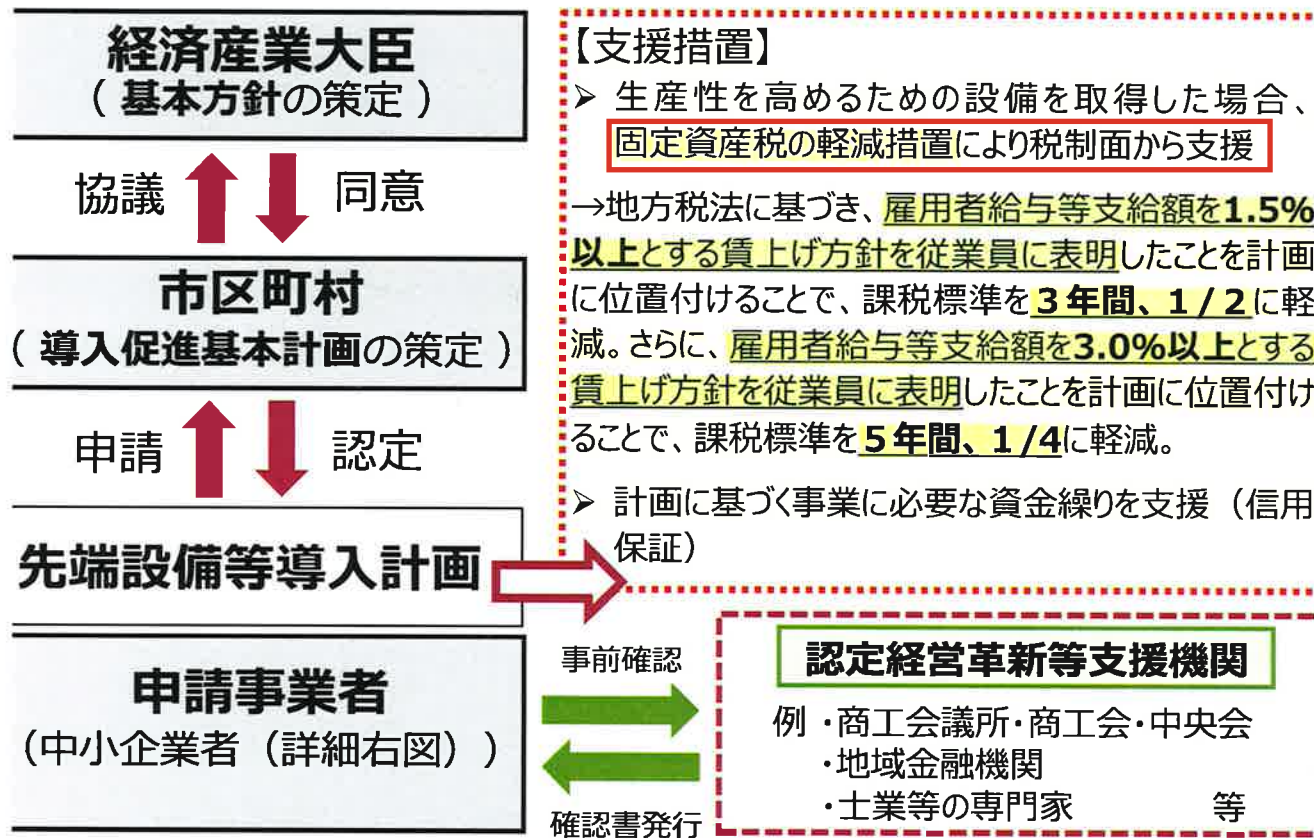 経済産業大臣
（ 基本方針の策定 ）
協議
同意
市区町村
（ 導入促進基本計画の策定 ）
申請
認定
先端設備等導入計画
申請事業者
（中小企業者（詳細右図））
【支援措置】
➢ 生産性を高めるための設備を取得した場合、
固定資産税の軽減措置により税制面から支援
→地方税法に基づき、雇用者給与等支給額を1.5%
以上とする賃上げ方針を従業員に表明したことを計画
に位置付けることで、課税標準を３年間、１/２に軽
減。さらに、雇用者給与等支給額を3.0%以上とする
賃上げ方針を従業員に表明したことを計画に位置付け
ることで、課税標準を５年間、１/4に軽減。
➢ 計画に基づく事業に必要な資金繰りを支援（信用
保証）
事前確認
確認書発行
認定経営革新等支援機関
例 ・商工会議所・商工会・中央会
・地域金融機関
・士業等の専門家 等